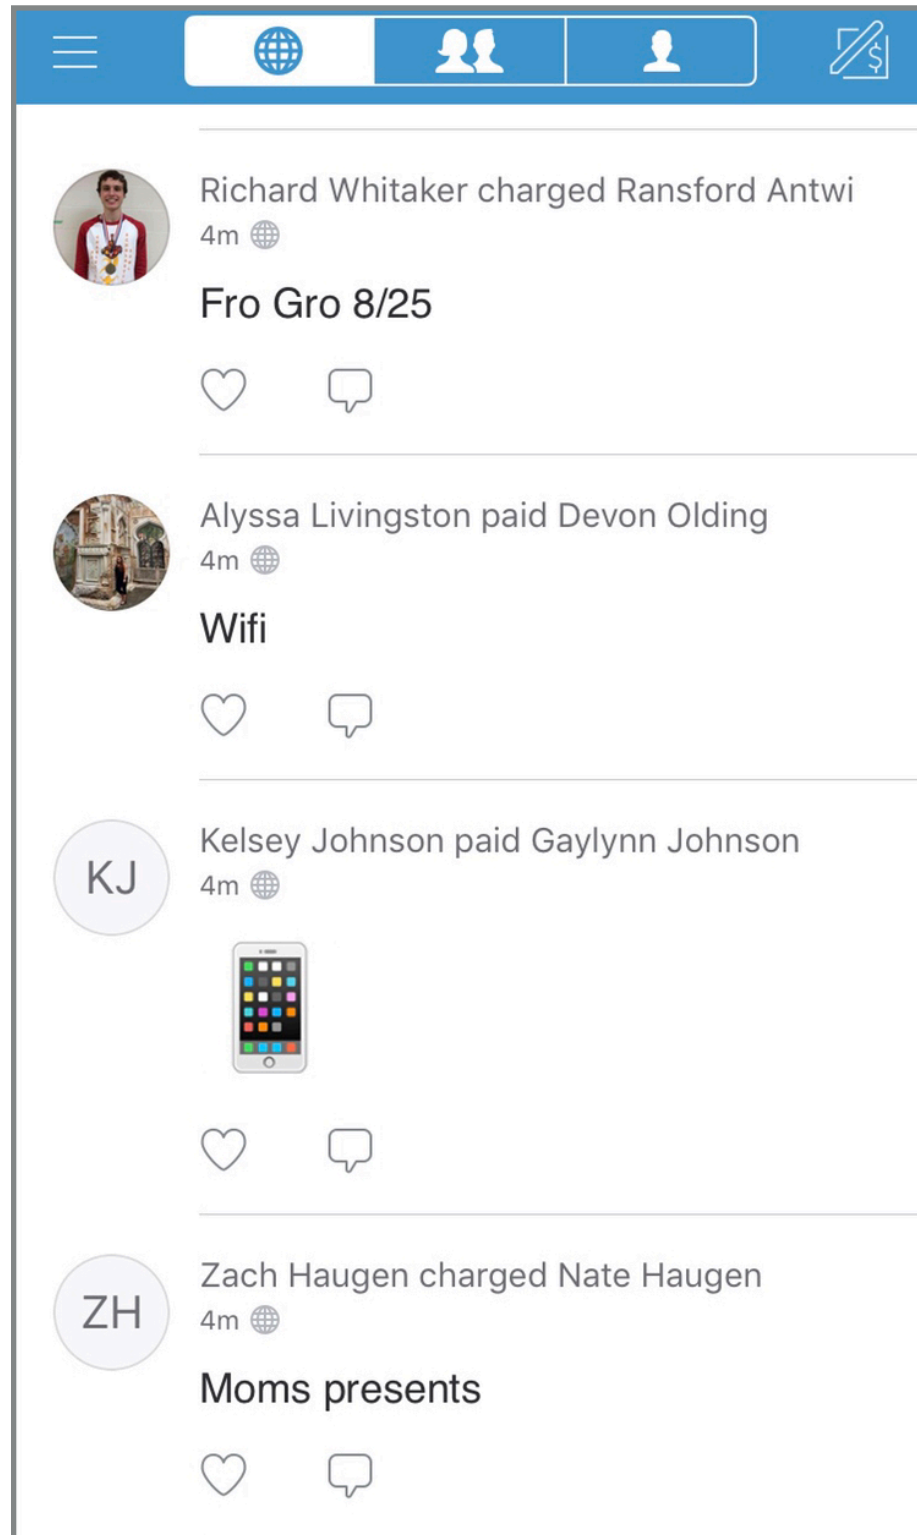 Richard Whitaker charged Ransford Antwi
4m
Fro Gro 8/25
Alyssa Livingston paid Devon Olding
4m
Wifi
KJ
Kelsey Johnson paid Gaylynn Johnson
4m
ZH
Zach Haugen charged Nate Haugen
4m
Moms presents